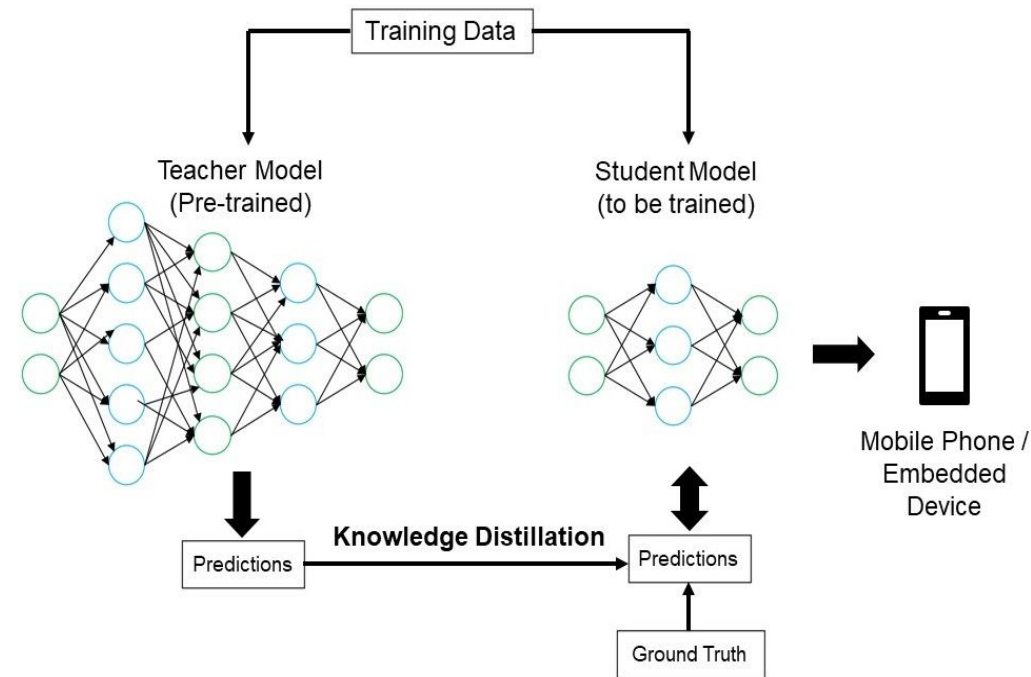 Training Data
Teacher Model
(Pre-trained)
Student Model
(to be trained)
Mobile Phone /
Embedded
Device
Knowledge Distillation
Predictions
Predictions
Ground Truth